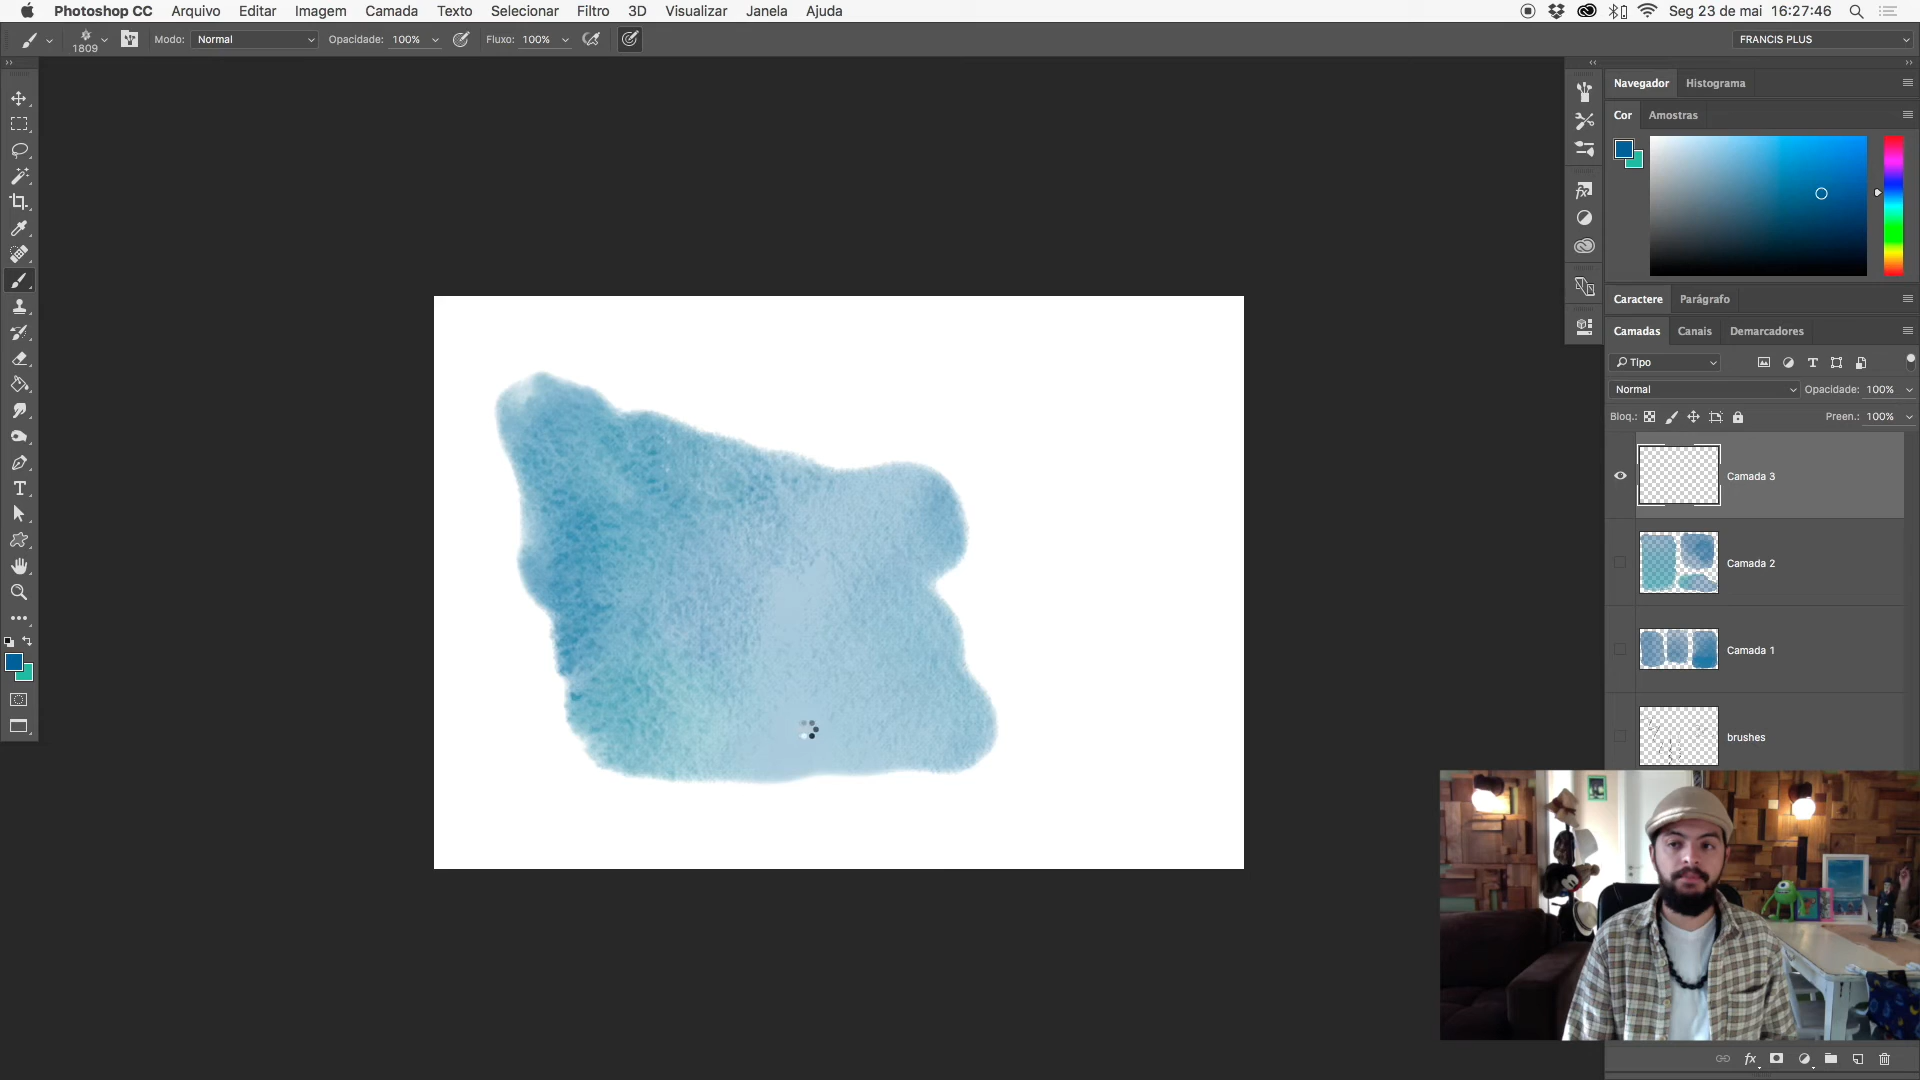 Photoshop CC Arquivo Editar Imagem Camada Texto Selecionar Filtro 3D Visualizar Janela Ajuda Seg 23 de mai 16:27:46
1809 Modo: Normal Opacidade: 100% Fluxo: 100% FRANCIS PLUS
Navegador Histograma
Cor Amostras
Caractere Parágrafo
Camadas Canais Demarcadores
Tipo
Normal Opacidade: 100%
Bloq.: Preen.: 100%
Camada 3
Camada 2
Camada 1
brushes